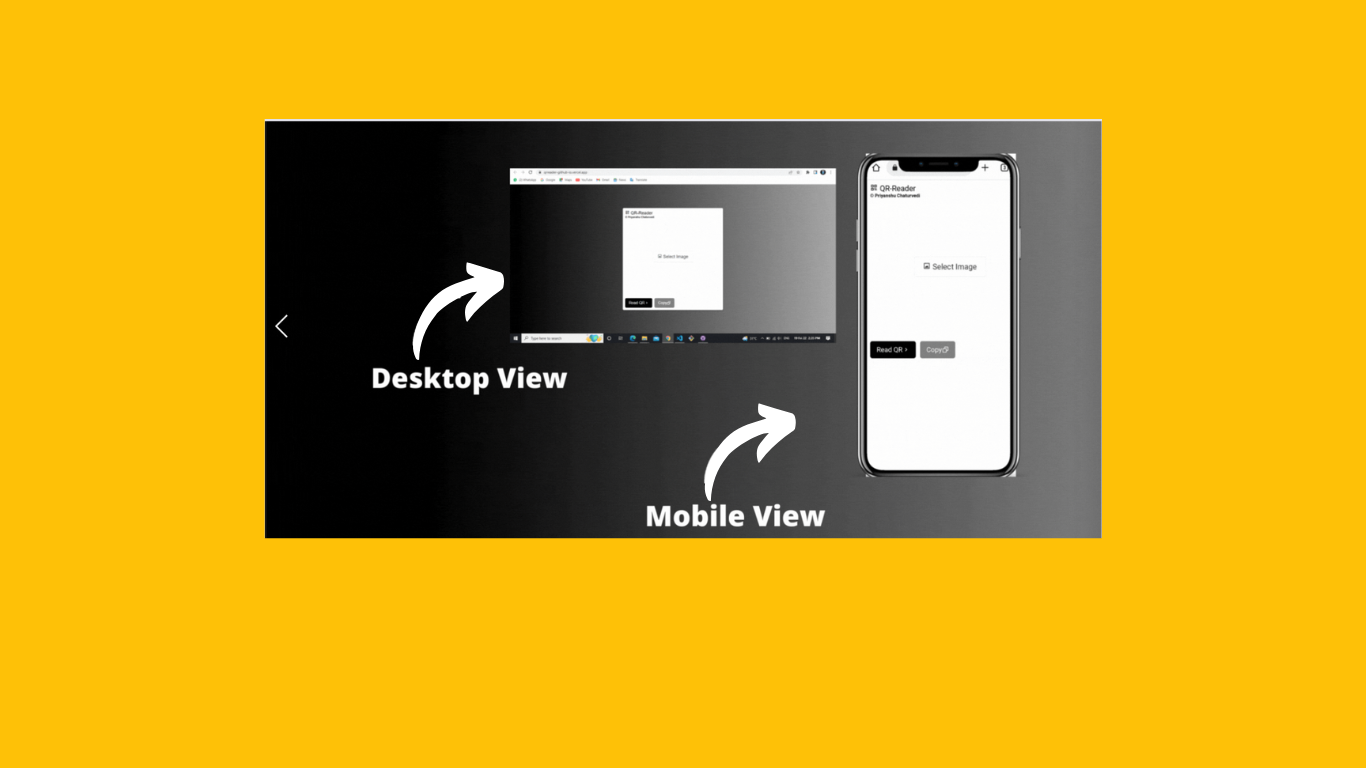 QR-Reader
© Priyanshu Chaturvedi
Select Image
Read QR
Copy
Type here to search
Desktop View
QR-Reader
© Priyanshu Chaturvedi
Select Image
Read QR
Copy
Mobile View